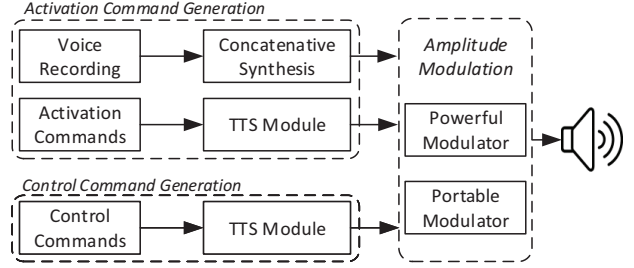 Activation Command Generation
Voice
Recording
Concatenative
Synthesis
Amplitude
Modulation
Activation
Commands
TTS Module
Powerful
Modulator
Control Command Generation
Control
Commands
TTS Module
Portable
Modulator